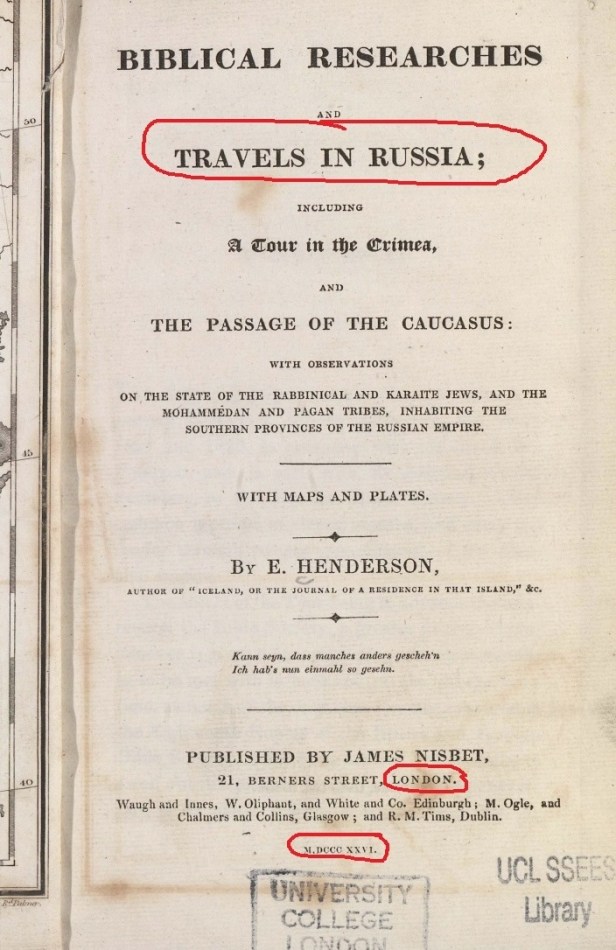 BIBLICAL RESEARCHES
AND
TRAVELS IN RUSSIA;
INCLUDING
A Tour in the Crimea,
AND
THE PASSAGE OF THE CAUCASUS:
WITH OBSERVATIONS
ON THE STATE OF THE RABBINICAL AND KARAITE JEWS, AND THE
MOHAMMEDAN AND PAGAN TRIBES, INHABITING THE
SOUTHERN PROVINCES OF THE RUSSIAN EMPIRE.
WITH MAPS AND PLATES.
BY E. HENDERSON,
AUTHOR OF "ICELAND, OR THE JOURNAL OF A RESIDENCE IN THAT ISLAND," &c.
Kann seyn, dass manches anders gescheh'n
Ich hab's nun einmahl so gesehn.
PUBLISHED BY JAMES NISBET,
21, BERNERS STREET, LONDON.
Waugh and Innes, W. Oliphant, and White and Co. Edinburgh; M. Ogle, and
Chalmers and Collins, Glasgow; and R. M. Tims, Dublin.
M,DCCC XXVI.
UNIVERSITY
COLLEGE
LONDON
UCL SSEES
Library
50
45
40